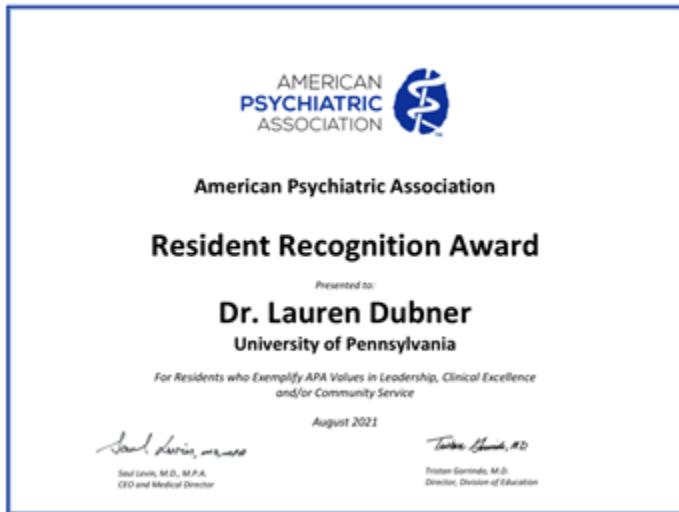 AMERICAN
PSYCHIATRIC
ASSOCIATION
American Psychiatric Association
Resident Recognition Award
Presented to:
Dr. Lauren Dubner
University of Pennsylvania
For Residents who Exemplify APA Values in Leadership, Clinical Excellence
and/or Community Service
August 2021
Saul Levin, M.D., M.P.A.
CEO and Medical Director
Tristan Gorrindo, M.D.
Director, Division of Education